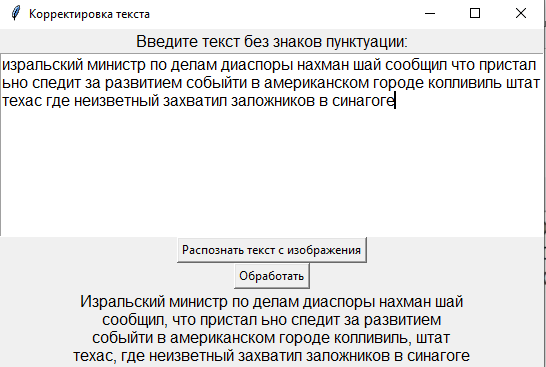 Корректировка текста
Введите текст без знаков пунктуации:
изральский министр по делам диаспоры нахман шай сообщил что пристал
ьно спедит за развитием собыйти в американском городе колливиль штат
техас где неизветный захватил заложников в синагоге
Распознать текст с изображения
Обработать
Изральский министр по делам диаспоры нахман шай
сообщил, что пристал ьно спедит за развитием
собыйти в американском городе колливиль, штат
техас, где неизветный захватил заложников в синагоге